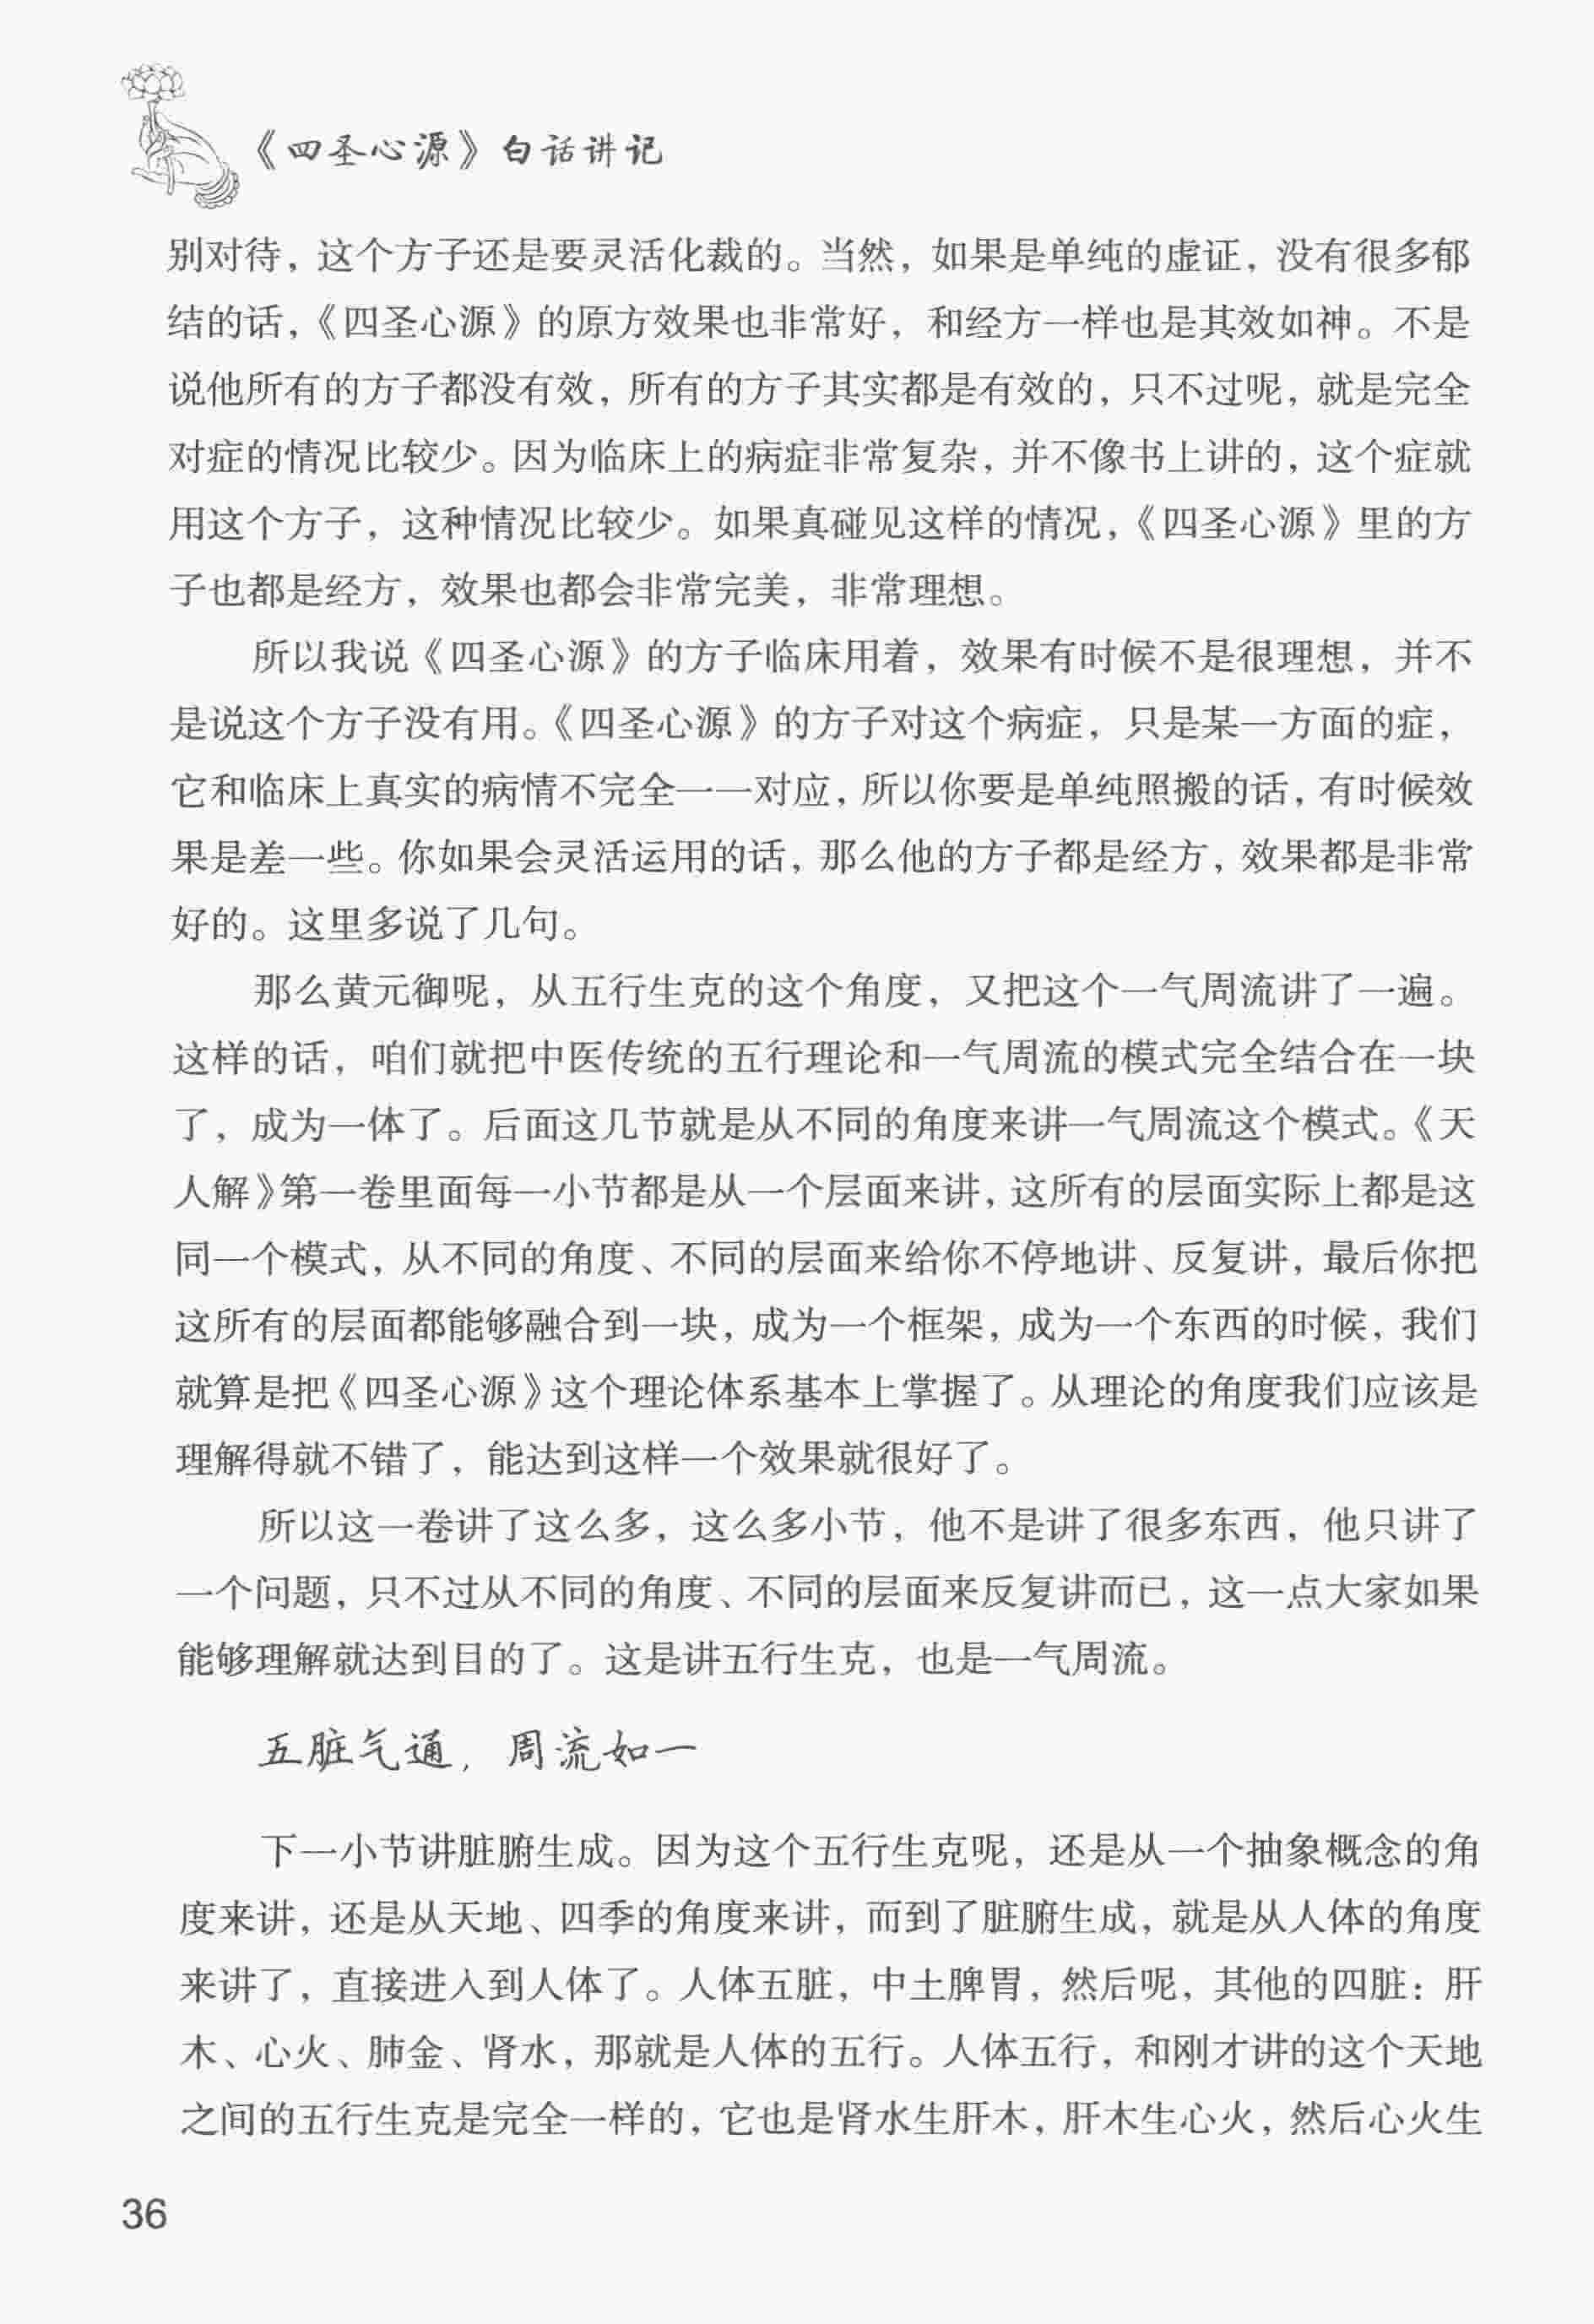 《四圣心源》白话讲记
别对待，这个方子还是要灵活化裁的。当然，如果是单纯的虚证，没有很多郁
结的话，《四圣心源》的原方效果也非常好，和经方一样也是其效如神。不是
说他所有的方子都没有效，所有的方子其实都是有效的，只不过呢，就是完全
对症的情况比较少。因为临床上的病症非常复杂，并不像书上讲的，这个症就
用这个方子，这种情况比较少。如果真碰见这样的情况，《四圣心源》里的方
子也都是经方，效果也都会非常完美，非常理想。
所以我说《四圣心源》的方子临床用着，效果有时候不是很理想，并不
是说这个方子没有用。《四圣心源》的方子对这个病症，只是某一方面的症，
它和临床上真实的病情不完全一一对应，所以你要是单纯照搬的话，有时候效
果是差一些。你如果会灵活运用的话，那么他的方子都是经方，效果都是非常
好的。这里多说了几句。
那么黄元御呢，从五行生克的这个角度，又把这个一气周流讲了一遍。
这样的话，咱们就把中医传统的五行理论和一气周流的模式完全结合在一块
了，成为一体了。后面这几节就是从不同的角度来讲一气周流这个模式。《天
人解》第一卷里面每一小节都是从一个层面来讲，这所有的层面实际上都是这
同一个模式，从不同的角度、不同的层面来给你不停地讲、反复讲，最后你把
这所有的层面都能够融合到一块，成为一个框架，成为一个东西的时候，我们
就算是把《四圣心源》这个理论体系基本上掌握了。从理论的角度我们应该是
理解得就不错了，能达到这样一个效果就很好了。
所以这一卷讲了这么多，这么多小节，他不是讲了很多东西，他只讲了
一个问题，只不过从不同的角度、不同的层面来反复讲而已，这一点大家如果
能够理解就达到目的了。这是讲五行生克，也是一气周流。
五脏气通，周流如一
下一小节讲脏腑生成。因为这个五行生克呢，还是从一个抽象概念的角
度来讲，还是从天地、四季的角度来讲，而到了脏腑生成，就是从人体的角度
来讲了，直接进入到人体了。人体五脏，中土脾胃，然后呢，其他的四脏：肝
木、心火、肺金、肾水，那就是人体的五行。人体五行，和刚才讲的这个天地
之间的五行生克是完全一样的，它也是肾水生肝木，肝木生心火，然后心火生
36